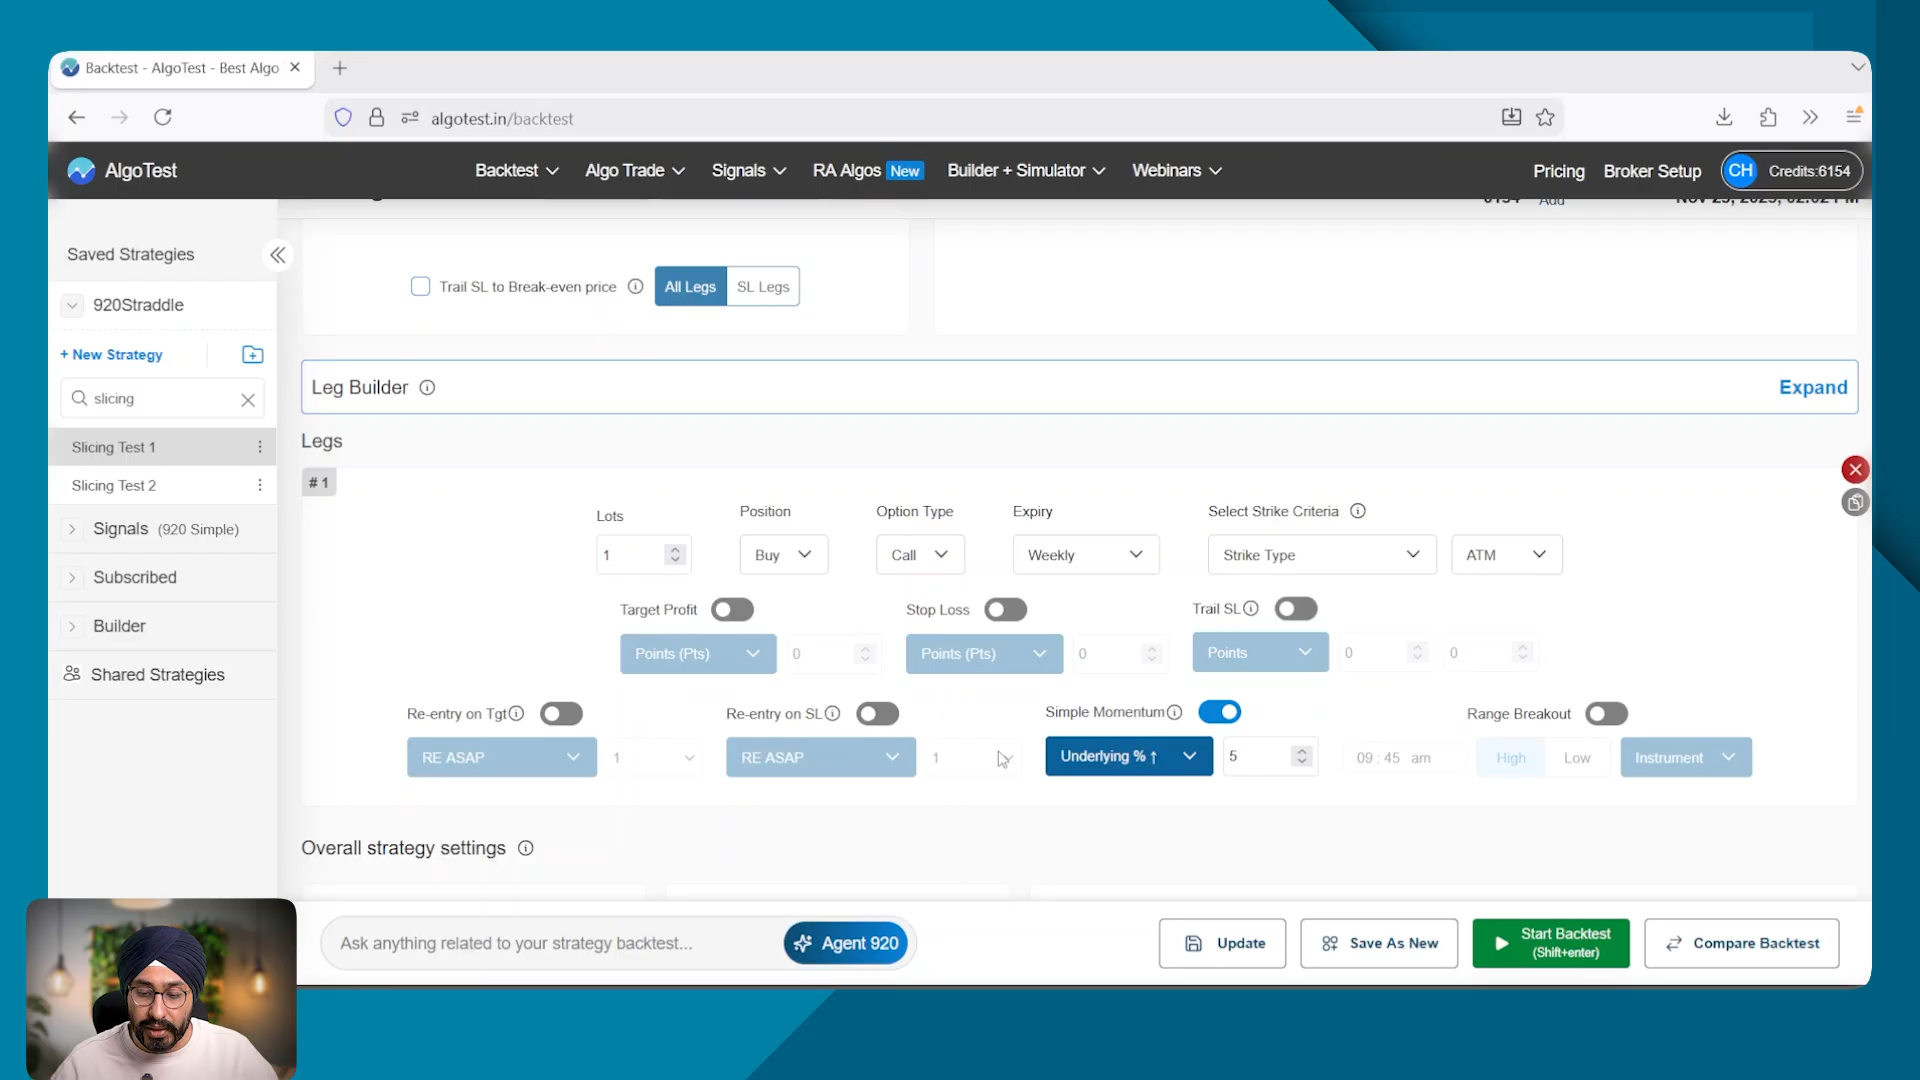 Backtest - AlgoTest - Best Algo
algotest.in/backtest
AlgoTest
Backtest
Algo Trade
Signals
RA Algos New
Builder + Simulator
Webinars
Pricing
Broker Setup
CH Credits:6154
Add
Saved Strategies
920Straddle
+ New Strategy
slicing
Slicing Test 1
Slicing Test 2
Signals (920 Simple)
Subscribed
Builder
Shared Strategies
Trail SL to Break-even price
All Legs SL Legs
Leg Builder
Expand
Legs
# 1
Lots Position Option Type Expiry Select Strike Criteria
1 Buy Call Weekly Strike Type ATM
Target Profit Stop Loss Trail SL
Points (Pts) 0 Points (Pts) 0 Points 0 0
Re-entry on Tgt Re-entry on SL Simple Momentum Range Breakout
RE ASAP 1 RE ASAP 1 Underlying % ↑ 5 09 : 45 am High Low Instrument
Overall strategy settings
Ask anything related to your strategy backtest...
Agent 920
Update
Save As New
Start Backtest
(Shift+enter)
Compare Backtest